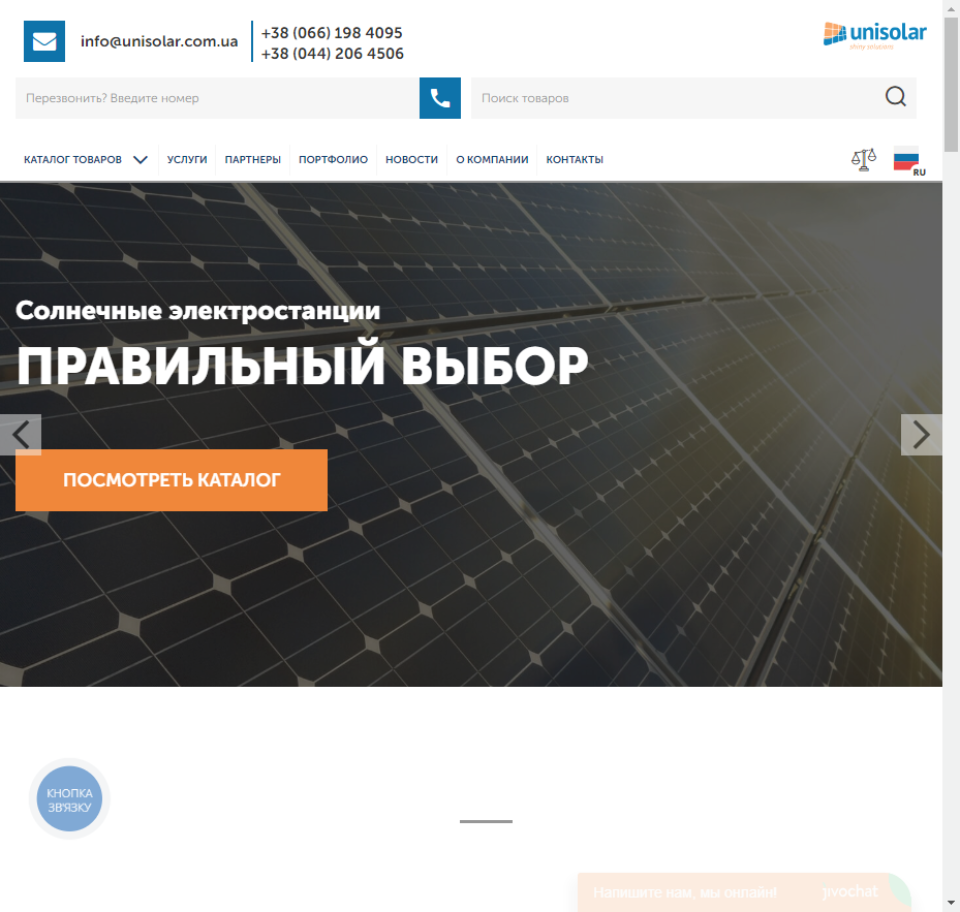 info@unisolar.com.ua
+38 (066) 198 4095
+38 (044) 206 4506
unisolar
shiny solutions
Перезвонить? Введите номер
Поиск товаров
КАТАЛОГ ТОВАРОВ
УСЛУГИ
ПАРТНЕРЫ
ПОРТФОЛИО
НОВОСТИ
О КОМПАНИИ
КОНТАКТЫ
RU
Солнечные электростанции
ПРАВИЛЬНЫЙ ВЫБОР
ПОСМОТРЕТЬ КАТАЛОГ
КНОПКА
ЗВ'ЯЗКУ
Напишите нам, мы онлайн!
jivochat